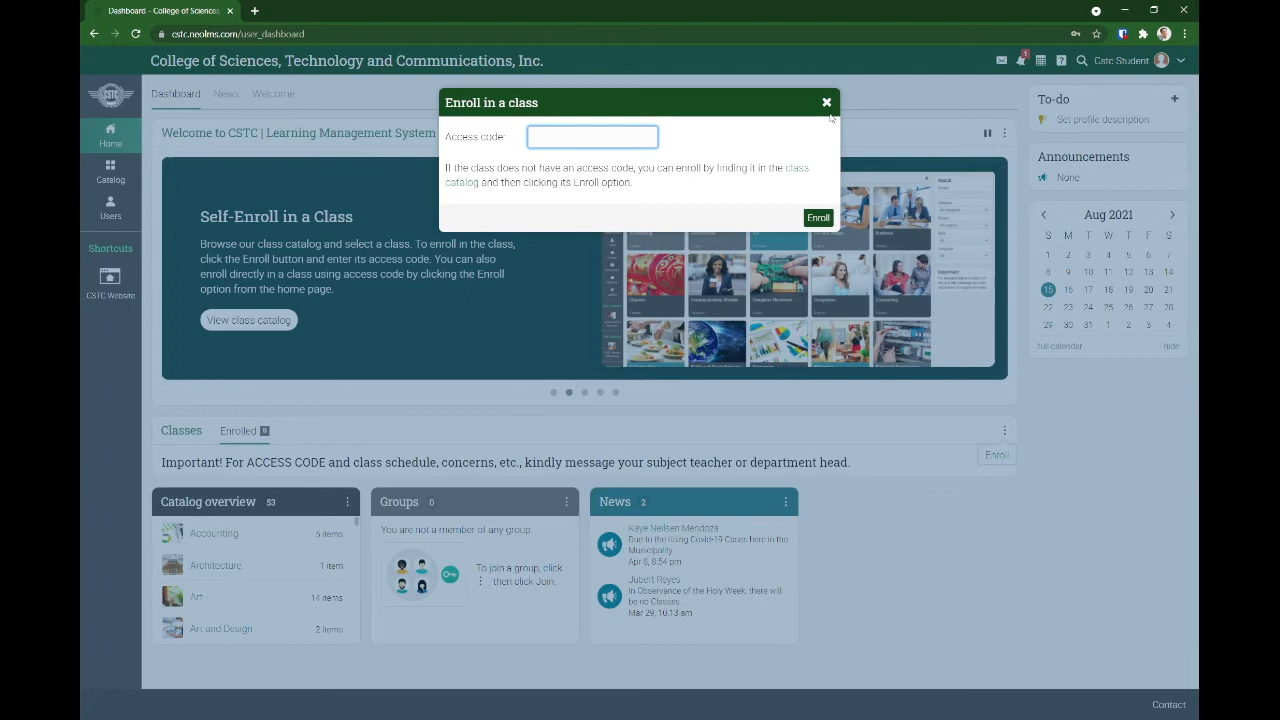 Dashboard - College of Sciences,
cstc.neolms.com/user_dashboard
College of Sciences, Technology and Communications, Inc.
1
Cstc Student
CSTC
Home
Catalog
Users
Shortcuts
CSTC Website
Dashboard News Welcome
Welcome to CSTC | Learning Management System
Self-Enroll in a Class
Browse our class catalog and select a class. To enroll in the class,
click the Enroll button and enter its access code. You can also
enroll directly in a class using access code by clicking the Enroll
option from the home page.
View class catalog
Enroll in a class
Access code:
If the class does not have an access code, you can enroll by finding it in the class
catalog and then clicking its Enroll option.
Enroll
Search
Important!
Chinese
Communication Studies
Computer Hardware
Computers
Counseling
Classes Enrolled 0
Important! For ACCESS CODE and class schedule, concerns, etc., kindly message your subject teacher or department head.
Enroll
Catalog overview 53
Accounting 5 items
Architecture 1 item
Art 14 items
Art and Design 2 items
Groups 0
You are not a member of any group.
To join a group, click
⋮ , then click Join.
News 2
Kaye Neilsen Mendoza
Due to the rising Covid-19 Cases here in the
Municipality
Apr 6, 8:54 pm
Jubert Reyes
In Observance of the Holy Week, there will
be no Classes...
Mar 29, 10:13 am
To-do
Set profile description
Announcements
None
Aug 2021
S M T W T F S
1 2 3 4 5 6 7
8 9 10 11 12 13 14
15 16 17 18 19 20 21
22 23 24 25 26 27 28
29 30 31 1 2 3 4
full calendar hide
Contact